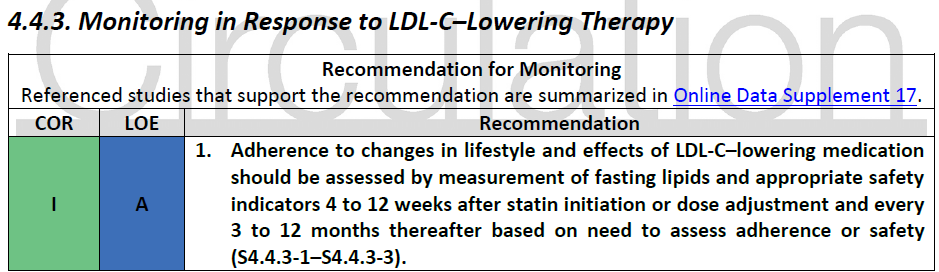 Circulation
4.4.3. Monitoring in Response to LDL-C–Lowering Therapy
Recommendation for Monitoring
Referenced studies that support the recommendation are summarized in Online Data Supplement 17.
COR LOE Recommendation
I A 1. Adherence to changes in lifestyle and effects of LDL-C–lowering medication
should be assessed by measurement of fasting lipids and appropriate safety
indicators 4 to 12 weeks after statin initiation or dose adjustment and every
3 to 12 months thereafter based on need to assess adherence or safety
(S4.4.3-1–S4.4.3-3).